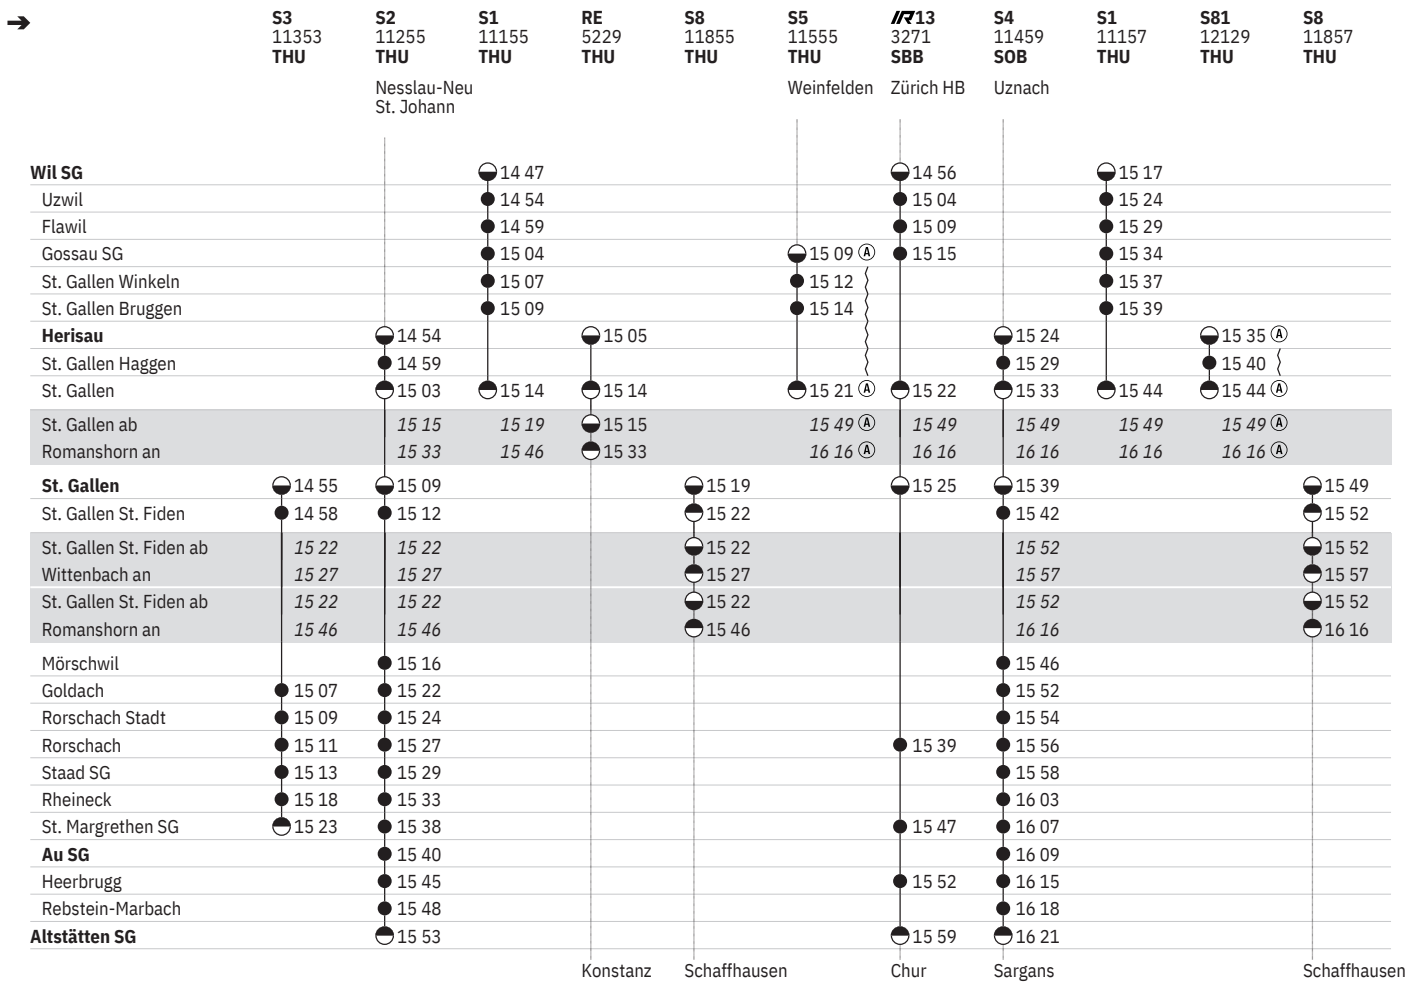 ➔ S3 S2 S1 RE S8 S5 IR13 S4 S1 S81 S8
11353 11255 11155 5229 11855 11555 3271 11459 11157 12129 11857
THU THU THU THU THU THU SBB SOB THU THU THU
Nesslau-Neu Weinfelden Zürich HB Uznach
St. Johann
Wil SG 14 47 14 56 15 17
Uzwil 14 54 15 04 15 24
Flawil 14 59 15 09 15 29
Gossau SG 15 04 15 09 A 15 15 15 34
St. Gallen Winkeln 15 07 15 12 15 37
St. Gallen Bruggen 15 09 15 14 15 39
Herisau 14 54 15 05 15 24 15 35 A
St. Gallen Haggen 14 59 15 29 15 40
St. Gallen 15 03 15 14 15 14 15 21 A 15 22 15 33 15 44 15 44 A
St. Gallen ab 15 15 15 19 15 15 15 49 A 15 49 15 49 15 49 15 49 A
Romanshorn an 15 33 15 46 15 33 16 16 A 16 16 16 16 16 16 16 16 A
St. Gallen 14 55 15 09 15 19 15 25 15 39 15 49
St. Gallen St. Fiden 14 58 15 12 15 22 15 42 15 52
St. Gallen St. Fiden ab 15 22 15 22 15 22 15 52 15 52
Wittenbach an 15 27 15 27 15 27 15 57 15 57
St. Gallen St. Fiden ab 15 22 15 22 15 22 15 52 15 52
Romanshorn an 15 46 15 46 15 46 16 16 16 16
Mörschwil 15 16 15 46
Goldach 15 07 15 22 15 52
Rorschach Stadt 15 09 15 24 15 54
Rorschach 15 11 15 27 15 39 15 56
Staad SG 15 13 15 29 15 58
Rheineck 15 18 15 33 16 03
St. Margrethen SG 15 23 15 38 15 47 16 07
Au SG 15 40 16 09
Heerbrugg 15 45 15 52 16 15
Rebstein-Marbach 15 48 16 18
Altstätten SG 15 53 15 59 16 21
Konstanz Schaffhausen Chur Sargans Schaffhausen